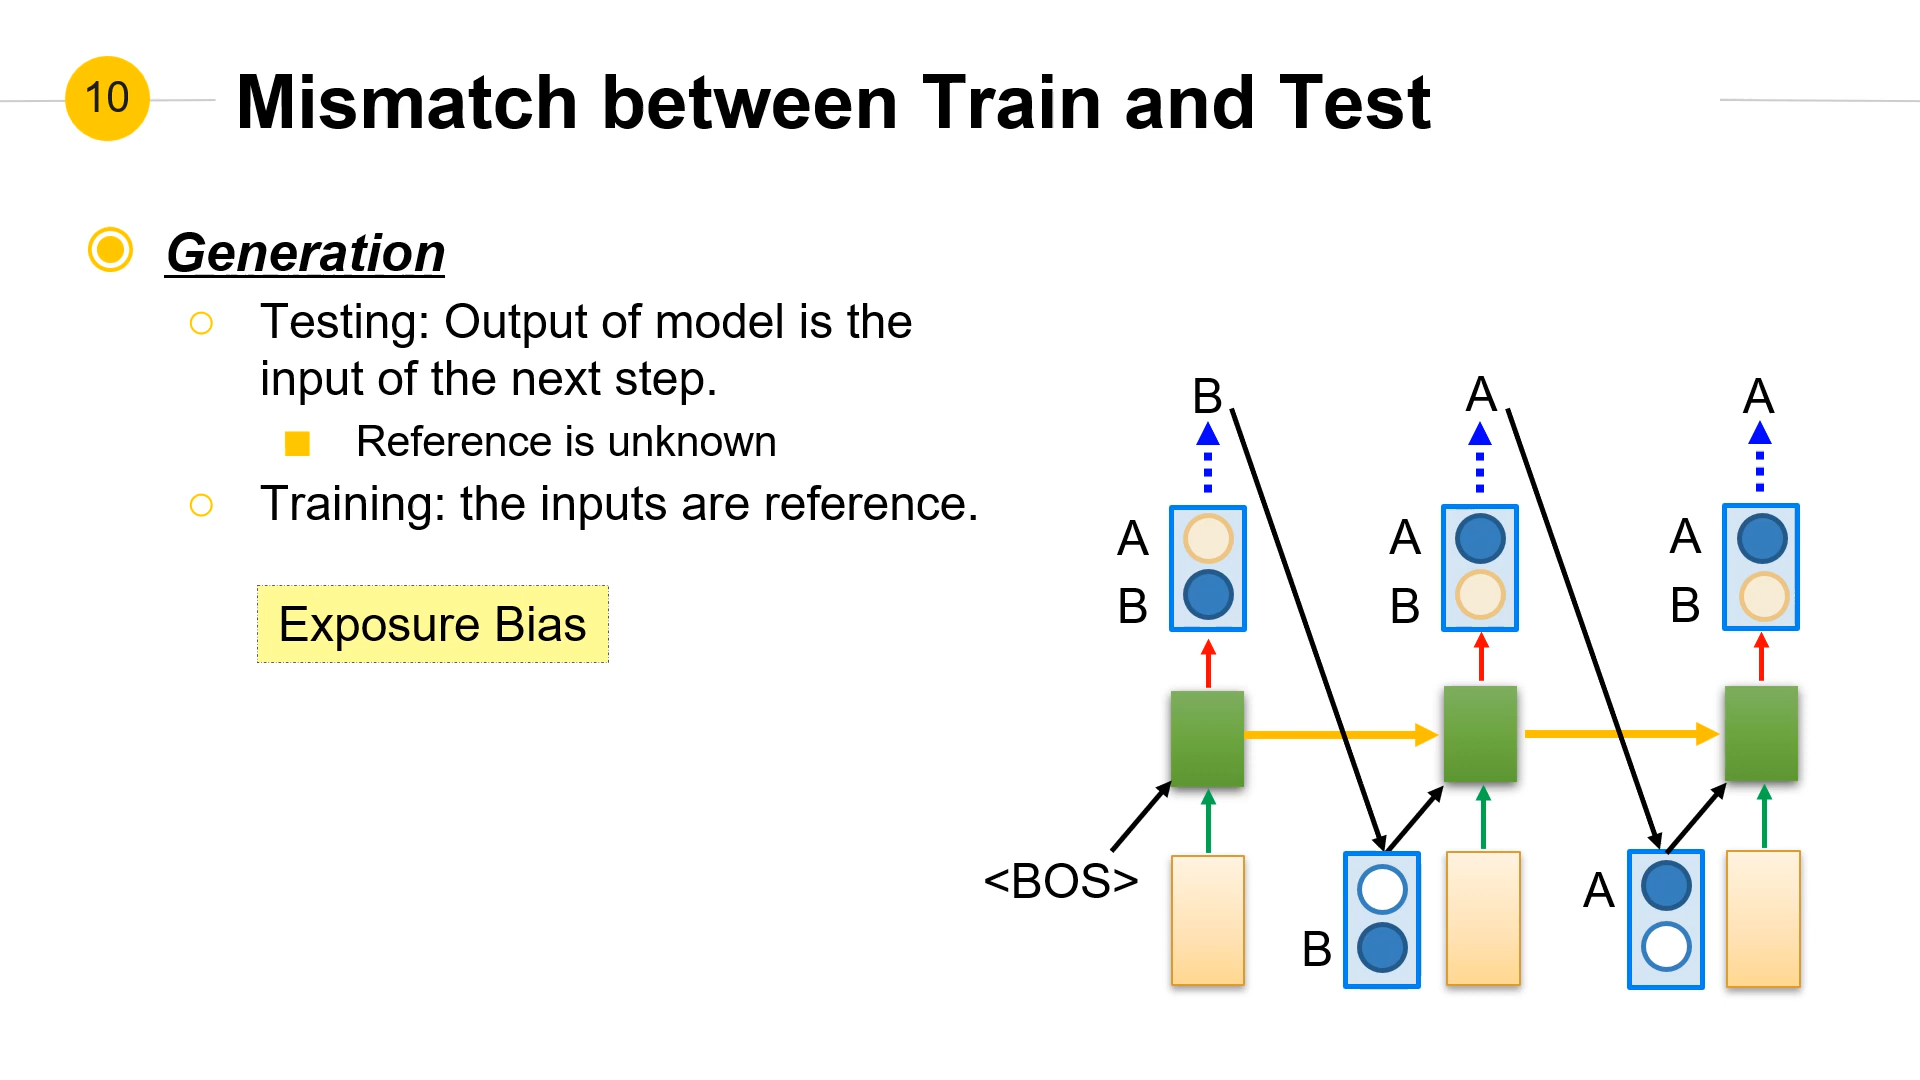 10
Mismatch between Train and Test
Generation
Testing: Output of model is the
input of the next step.
Reference is unknown
Training: the inputs are reference.
Exposure Bias
B A A
A A A
B B B
<BOS>
A
B